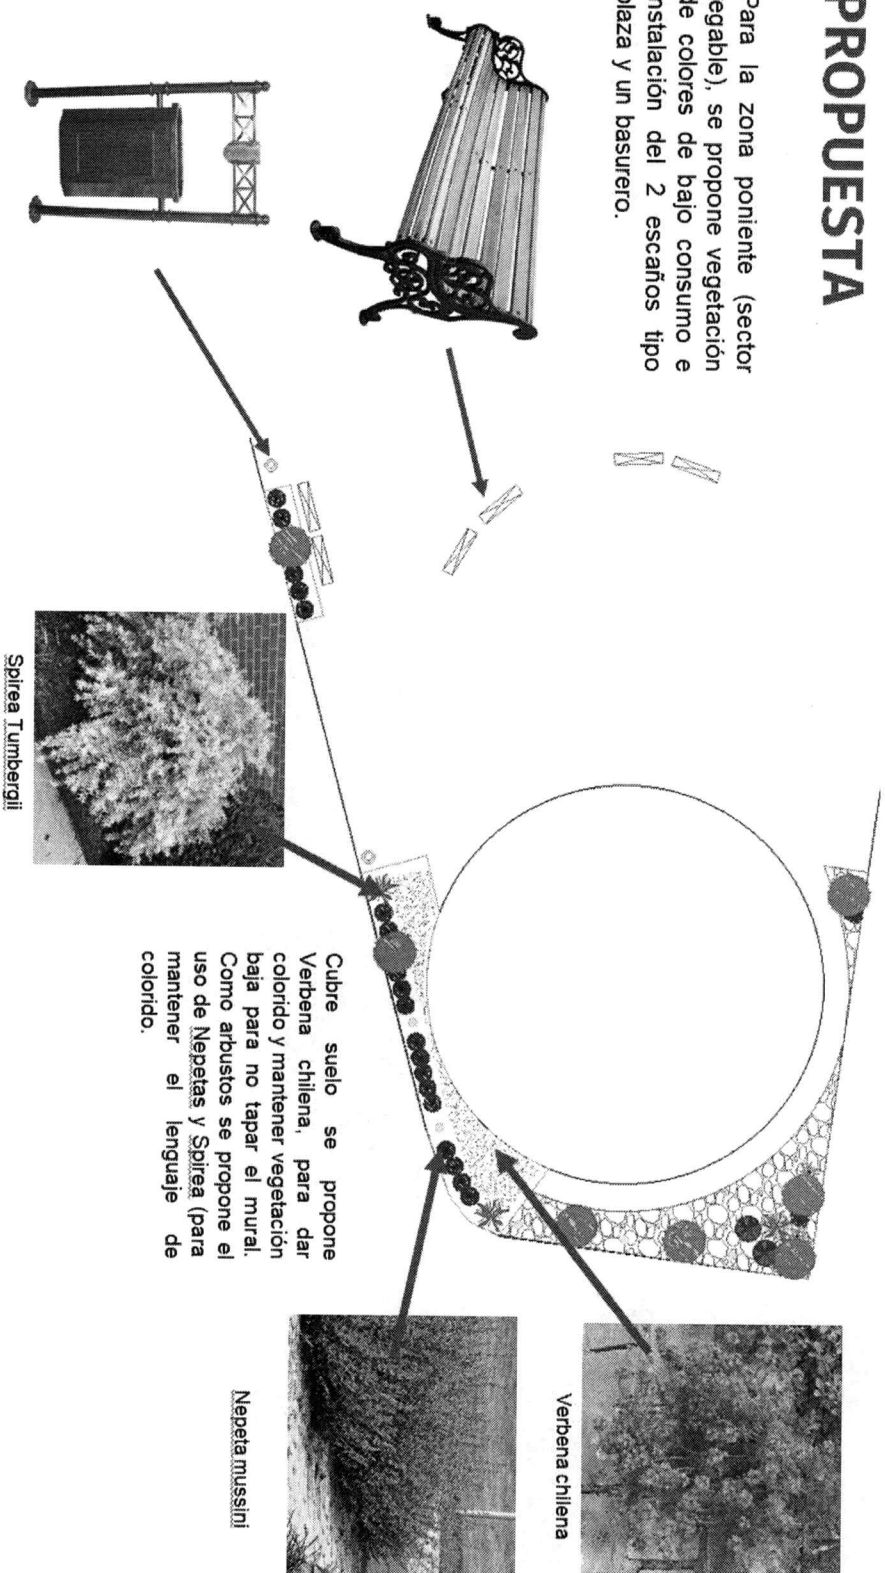 PROPUESTA
Para la zona poniente (sector
regable), se propone vegetación
de colores de bajo consumo e
instalación del 2 escaños tipo
plaza y un basurero.
Spirea Tumbergii
Cubre suelo se propone
Verbena chilena, para dar
colorido y mantener vegetación
baja para no tapar el mural.
Como arbustos se propone el
uso de Nepetas y Spirea (para
mantener el lenguaje de
colorido.
Verbena chilena
Nepeta mussini